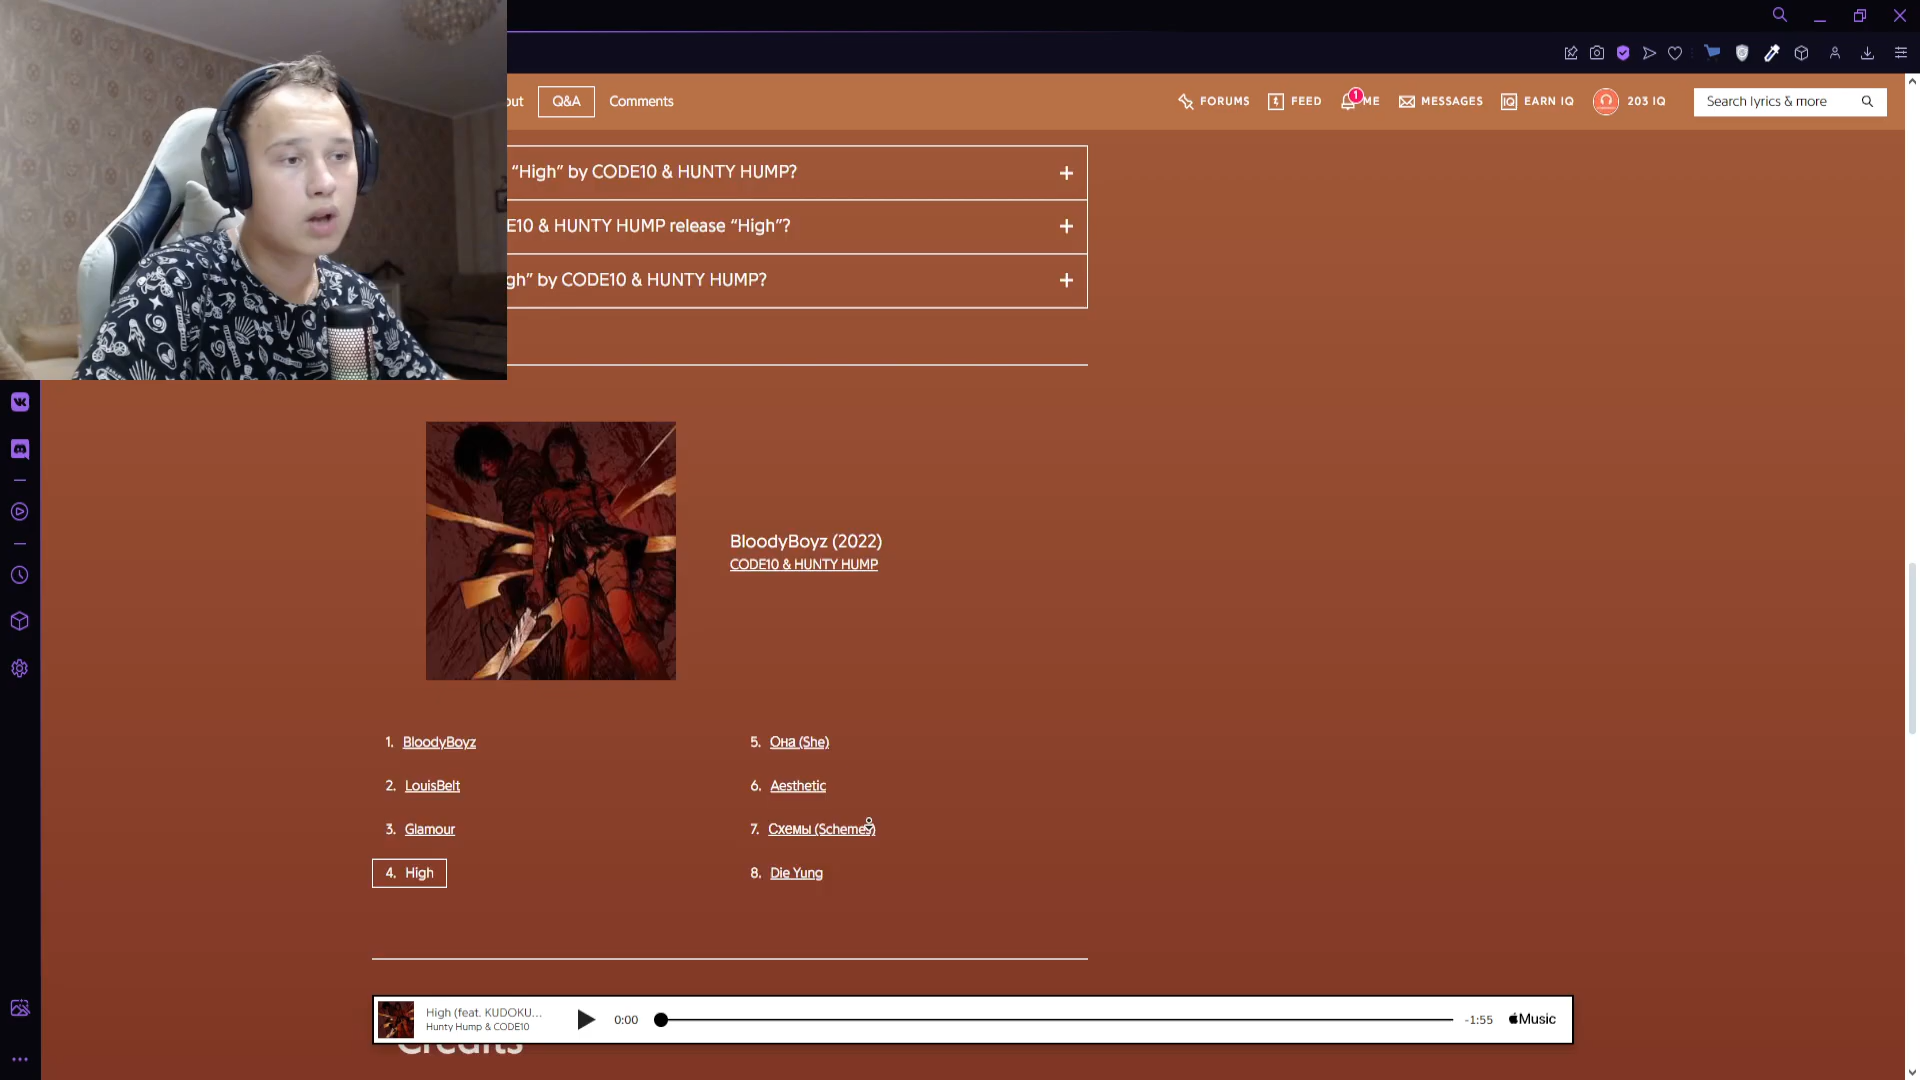 out
Q&A
Comments
FORUMS
FEED
1
ME
MESSAGES
IQ
EARN IQ
203 IQ
Search lyrics & more
“High” by CODE10 & HUNTY HUMP?
E10 & HUNTY HUMP release “High”?
gh” by CODE10 & HUNTY HUMP?
BloodyBoyz (2022)
CODE10 & HUNTY HUMP
1. BloodyBoyz
2. LouisBelt
3. Glamour
4. High
5. Она (She)
6. Aesthetic
7. Схемы (Schemes)
8. Die Yung
High (feat. KUDOKU...
Hunty Hump & CODE10
0:00
-1:55
Music
Credits